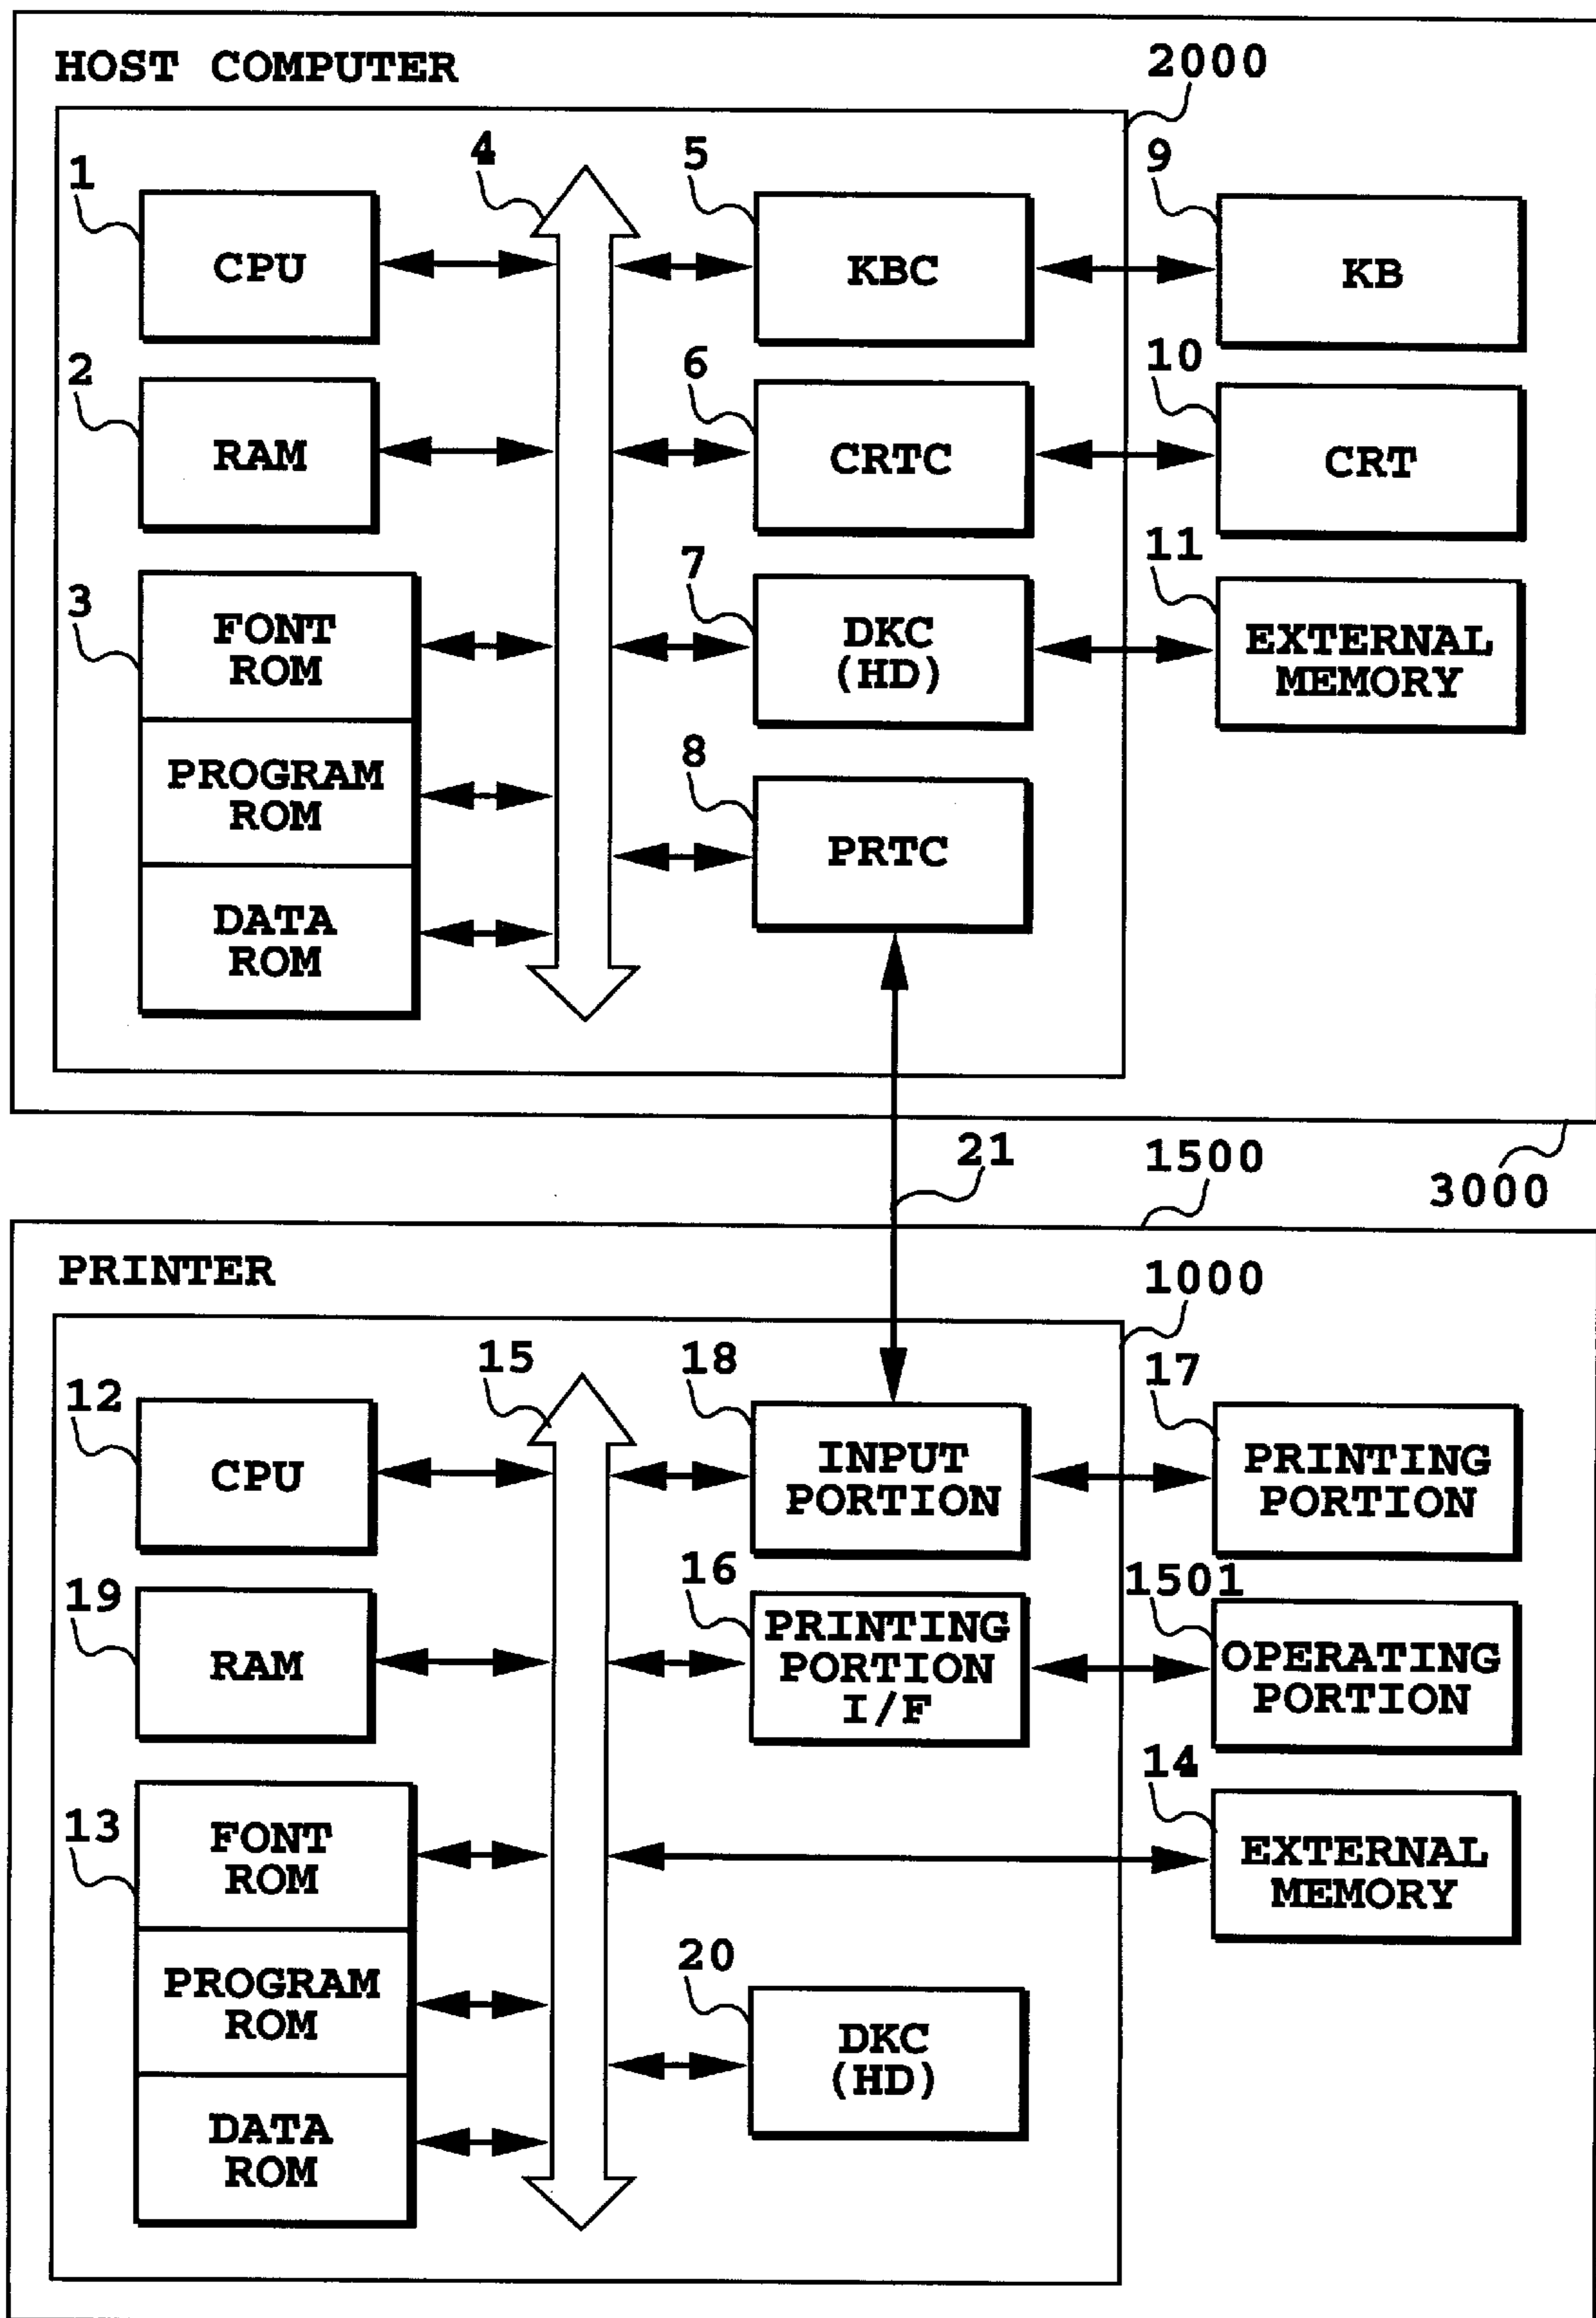 HOST COMPUTER
2000
1
CPU
4
5
KBC
9
KB
2
RAM
6
CRTC
10
CRT
3
FONT
ROM
PROGRAM
ROM
DATA
ROM
7
DKC
(HD)
11
EXTERNAL
MEMORY
8
PRTC
21
1500
3000
PRINTER
1000
12
CPU
15
18
INPUT
PORTION
17
PRINTING
PORTION
19
RAM
16
PRINTING
PORTION
I/F
1501
OPERATING
PORTION
13
FONT
ROM
PROGRAM
ROM
DATA
ROM
14
EXTERNAL
MEMORY
20
DKC
(HD)